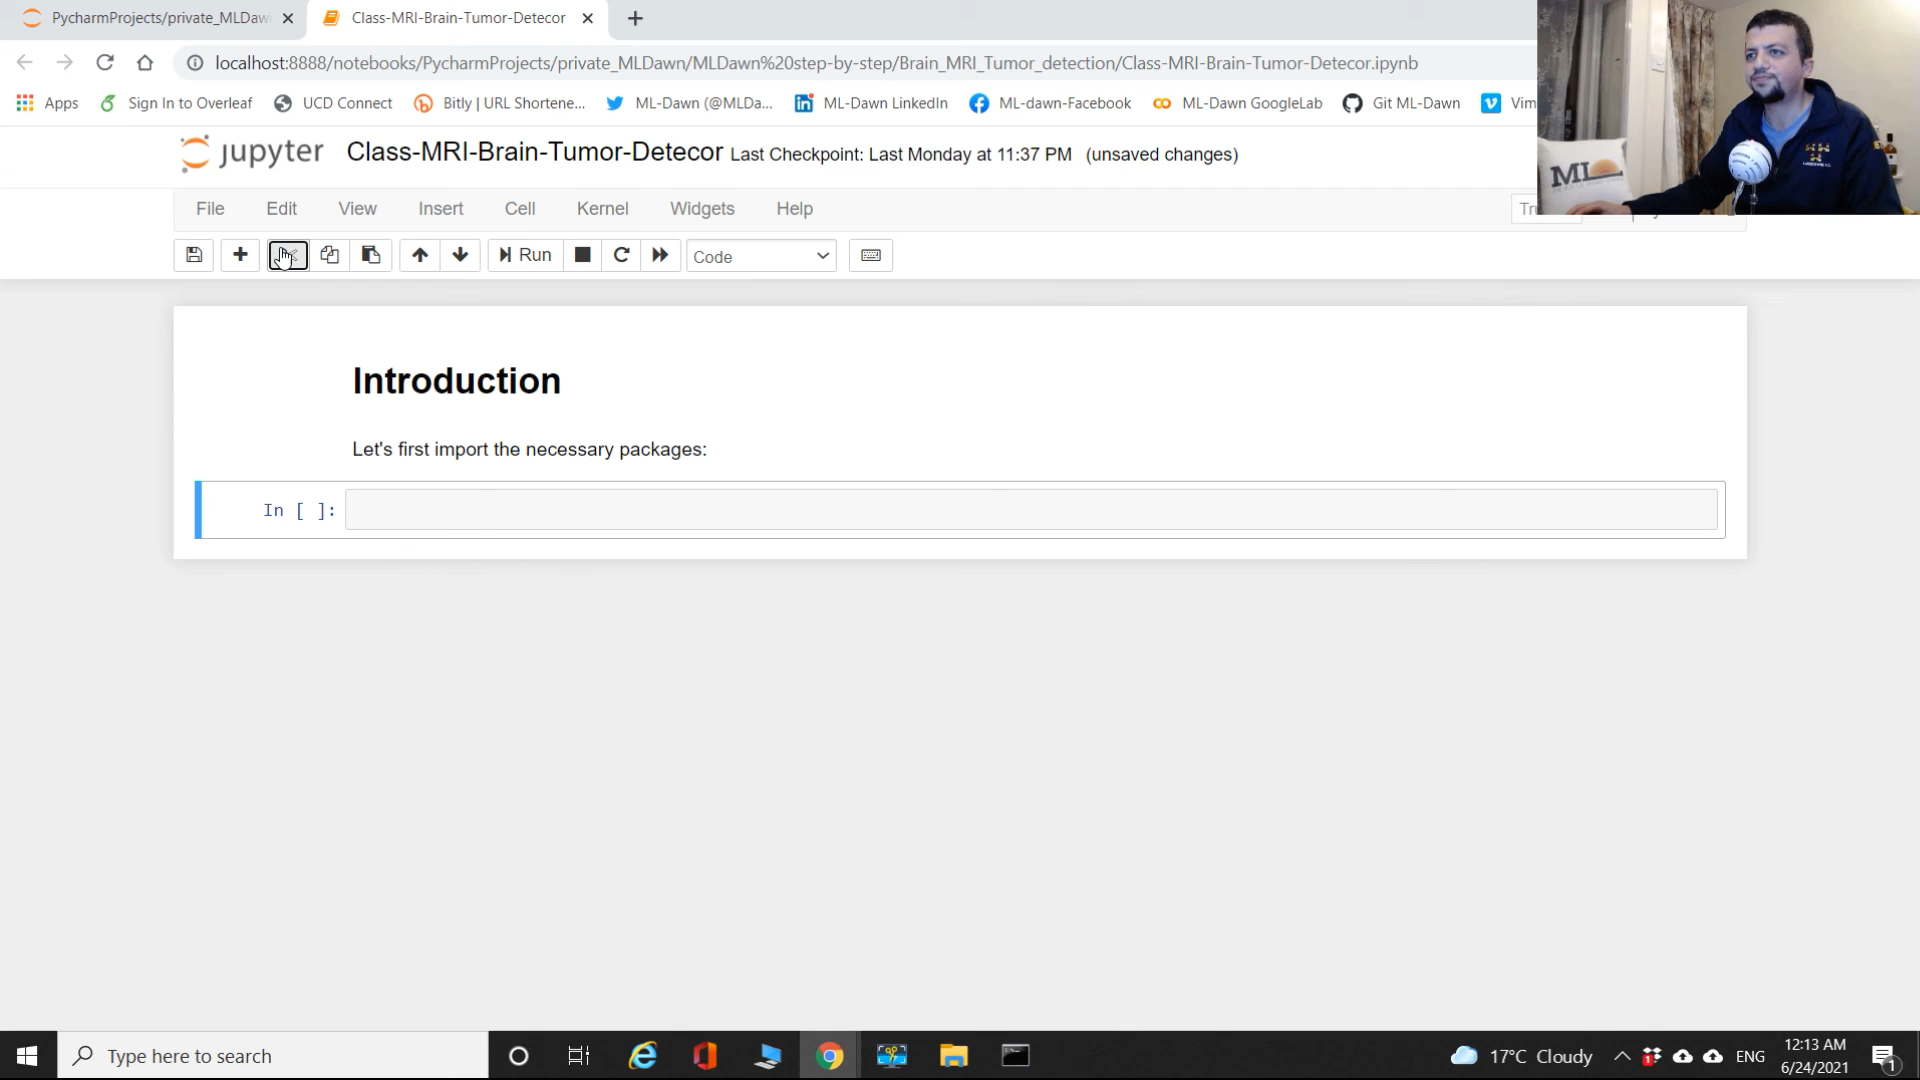 PycharmProjects/private_MLDaw
Class-MRI-Brain-Tumor-Detecor
localhost:8888/notebooks/PycharmProjects/private_MLDawn/MLDawn%20step-by-step/Brain_MRI_Tumor_detection/Class-MRI-Brain-Tumor-Detecor.ipynb
Apps Sign In to Overleaf UCD Connect Bitly | URL Shortene... ML-Dawn (@MLDa... ML-Dawn LinkedIn ML-dawn-Facebook ML-Dawn GoogleLab Git ML-Dawn Vim
jupyter Class-MRI-Brain-Tumor-Detecor Last Checkpoint: Last Monday at 11:37 PM (unsaved changes)
ML
File Edit View Insert Cell Kernel Widgets Help
Run Code
Introduction
Let's first import the necessary packages:
In [ ]:
Type here to search
17°C Cloudy
1
ENG
12:13 AM
6/24/2021
1